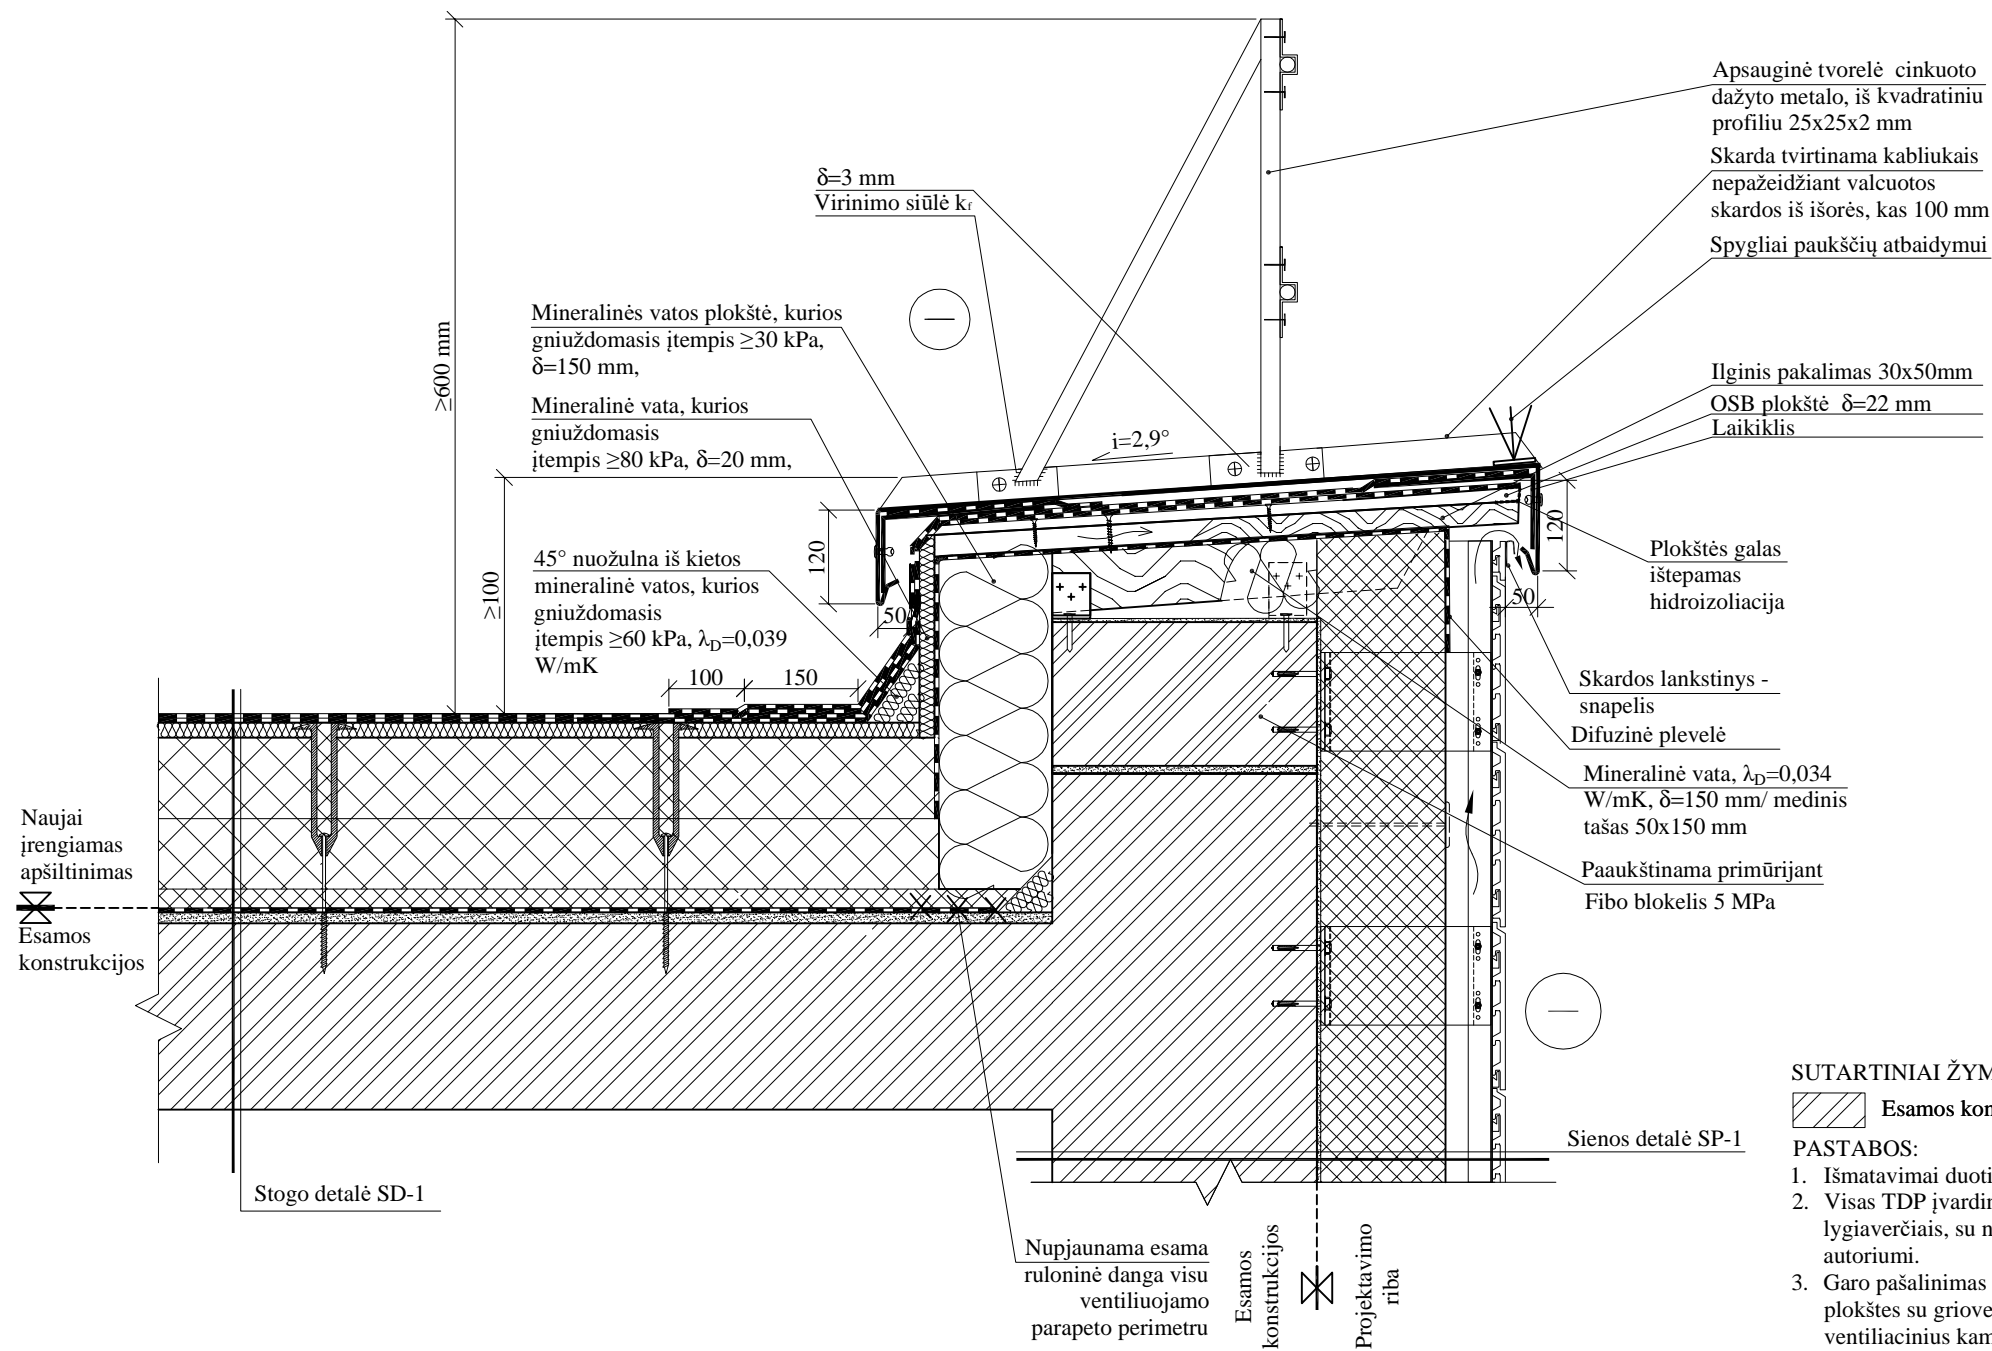 Apsauginė tvorelė cinkuoto
dažyto metalo, iš kvadratiniu
profiliu 25x25x2 mm
Skarda tvirtinama kabliukais
nepažeidžiant valcuotos
skardos iš išorės, kas 100 mm
Spygliai paukščių atbaidymui
δ=3 mm
Virinimo siūlė kf
≥600 mm
Mineralinės vatos plokštė, kurios
gniuždomasis įtempis ≥30 kPa,
δ=150 mm,
Mineralinė vata, kurios
gniuždomasis
įtempis ≥80 kPa, δ=20 mm,
i=2,9°
Ilginis pakalimas 30x50mm
OSB plokštė δ=22 mm
Laikiklis
≥100
120
50
120
50
45° nuožulna iš kietos
mineralinė vatos, kurios
gniuždomasis
įtempis ≥60 kPa, λD=0,039
W/mK
100
150
Plokštės galas
ištepamas
hidroizoliacija
Skardos lankstinys -
snapelis
Difuzinė plevelė
Mineralinė vata, λD=0,034
W/mK, δ=150 mm/ medinis
tašas 50x150 mm
Paaukštinama primūrijant
Fibo blokelis 5 MPa
Naujai
įrengiamas
apšiltinimas
Esamos
konstrukcijos
Stogo detalė SD-1
Sienos detalė SP-1
Nupjaunama esama
ruloninė danga visu
ventiliuojamo
parapeto perimetru
Esamos
konstrukcijos
Projektavimo
riba
SUTARTINIAI ŽYM
Esamos kon
PASTABOS:
1. Išmatavimai duoti
2. Visas TDP įvardin
lygiaverčiais, su n
autoriumi.
3. Garo pašalinimas
plokštes su griove
ventiliacinius kam